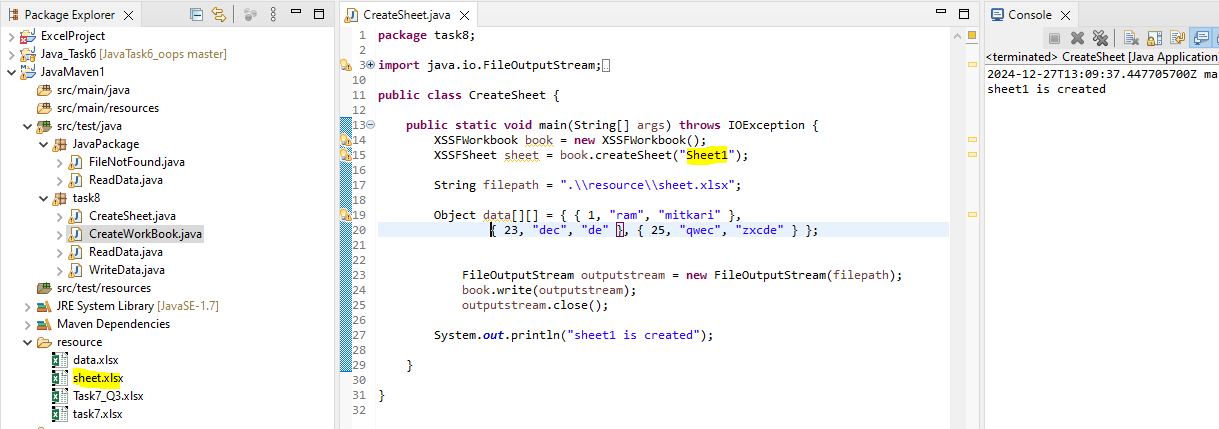 Package Explorer
ExcelProject
Java_Task6 [JavaTask6_oops master]
JavaMaven1
src/main/java
src/main/resources
src/test/java
JavaPackage
FileNotFound.java
ReadData.java
task8
CreateSheet.java
CreateWorkBook.java
ReadData.java
WriteData.java
src/test/resources
JRE System Library [JavaSE-1.7]
Maven Dependencies
resource
data.xlsx
sheet.xlsx
Task7_Q3.xlsx
task7.xlsx
CreateSheet.java
1 package task8;
2
3 import java.io.FileOutputStream;
10
11 public class CreateSheet {
12
13 public static void main(String[] args) throws IOException {
14 XSSFWorkbook book = new XSSFWorkbook();
15 XSSFSheet sheet = book.createSheet("Sheet1");
16
17 String filepath = ".\\resource\\sheet.xlsx";
18
19 Object data[][] = { { 1, "ram", "mitkari" },
20 { 23, "dec", "de" }, { 25, "qwec", "zxcde" } };
21
22
23 FileOutputStream outputstream = new FileOutputStream(filepath);
24 book.write(outputstream);
25 outputstream.close();
26
27 System.out.println("sheet1 is created");
28
29 }
30
31 }
32
Console
<terminated> CreateSheet [Java Application
2024-12-27T13:09:37.447705700Z ma
sheet1 is created